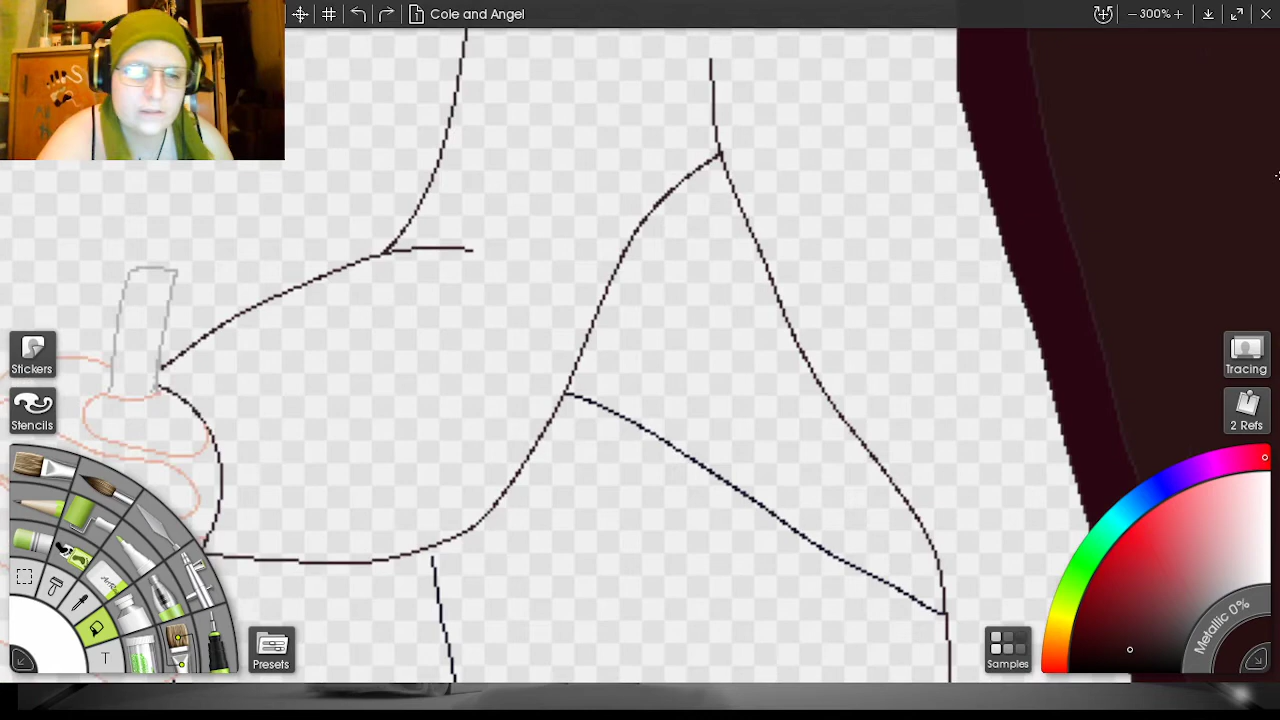 Cole and Angel
300%
Stickers
Stencils
Tracing
2 Refs
Presets
Samples
Metallic 0%
T